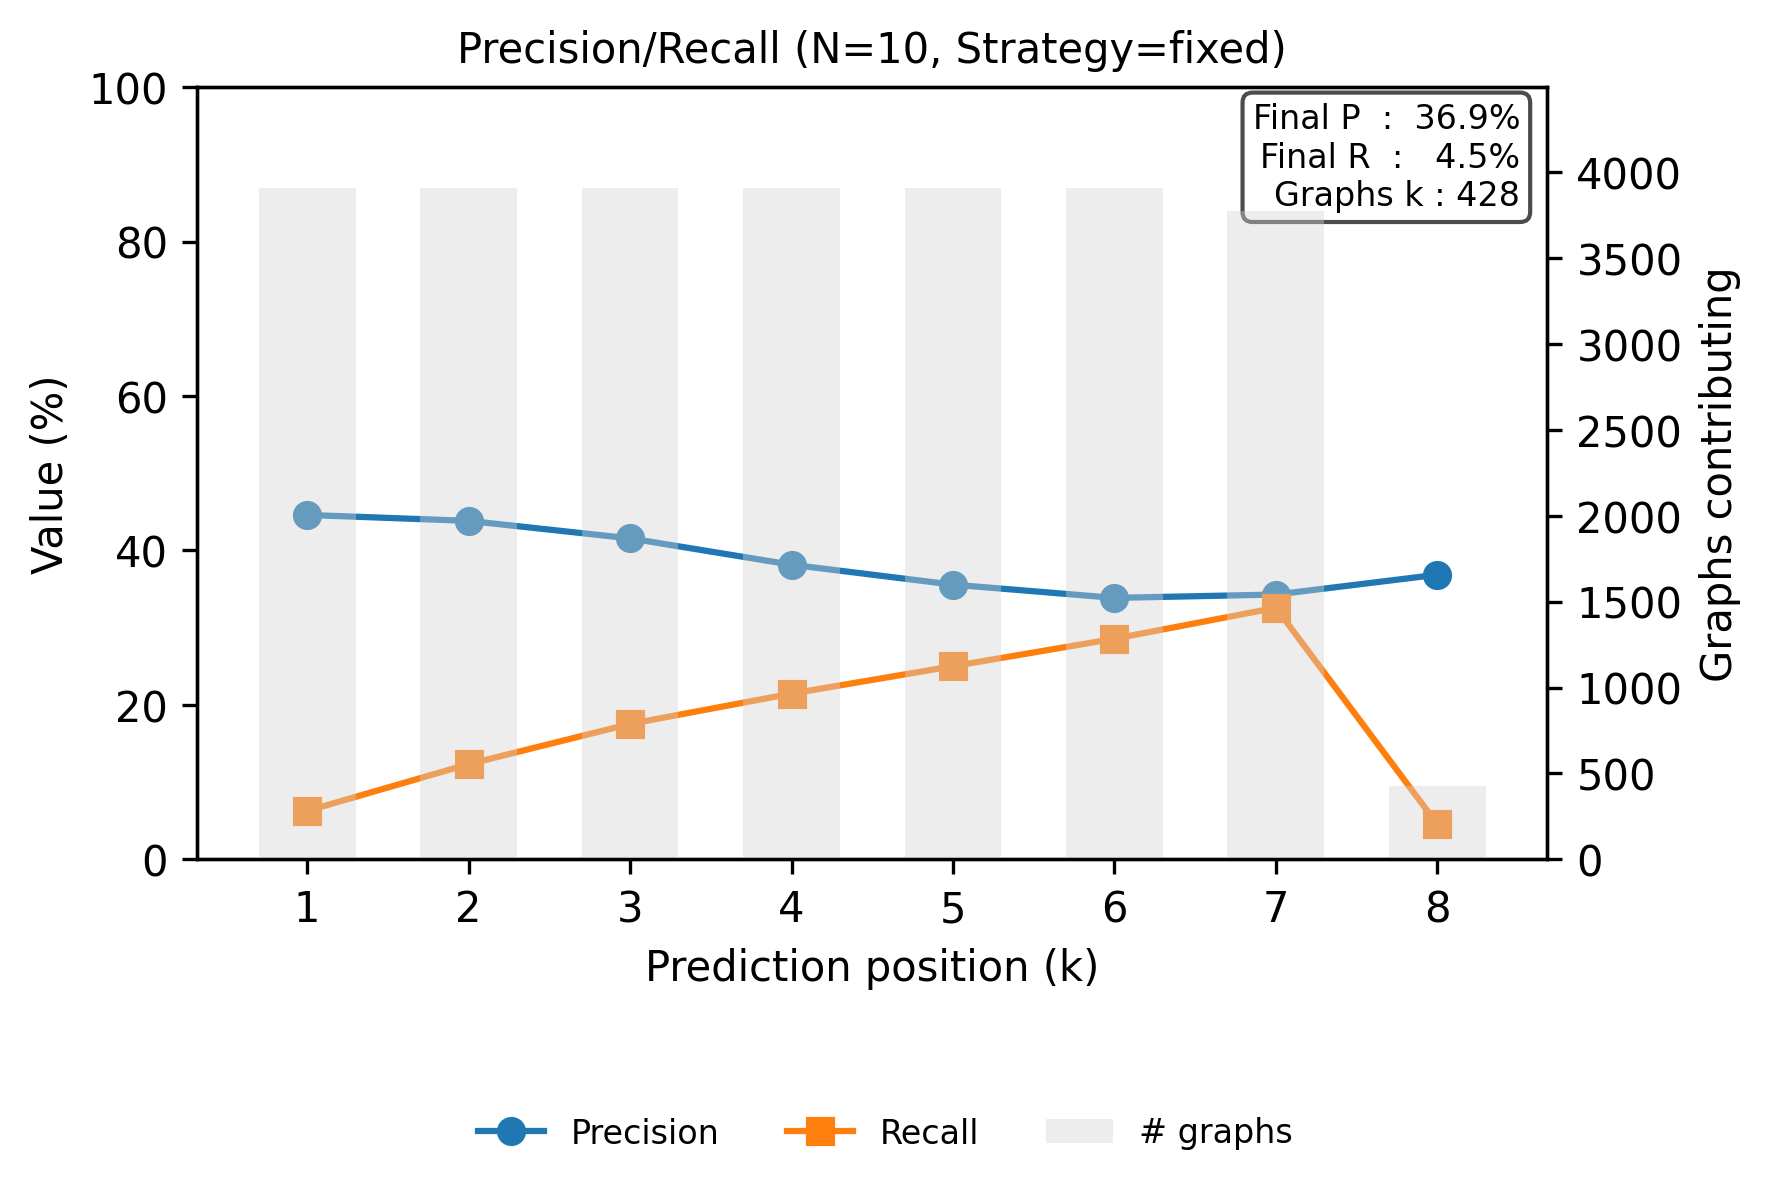 Precision/Recall (N=10, Strategy=fixed)
Final P : 36.9%
Final R : 4.5%
Graphs k : 428
Value (%)
100
80
60
40
20
0
4000
3500
3000
2500
2000
1500
1000
500
0
Graphs contributing
1 2 3 4 5 6 7 8
Prediction position (k)
Precision Recall # graphs